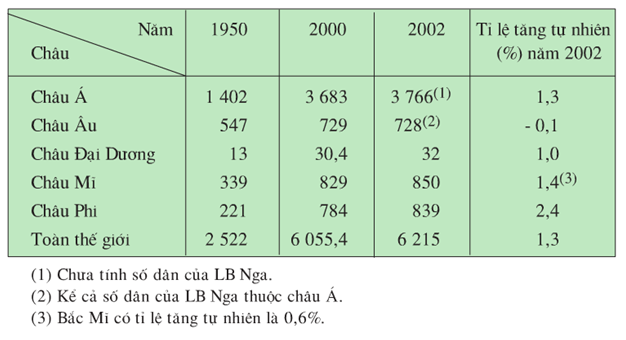 Năm 1950 2000 2002 Tỉ lệ tăng tự nhiên
Châu (%) năm 2002
Châu Á 1 402 3 683 3 766(1) 1,3
Châu Âu 547 729 728(2) - 0,1
Châu Đại Dương 13 30,4 32 1,0
Châu Mĩ 339 829 850 1,4(3)
Châu Phi 221 784 839 2,4
Toàn thế giới 2 522 6 055,4 6 215 1,3
(1) Chưa tính số dân của LB Nga.
(2) Kể cả số dân của LB Nga thuộc châu Á.
(3) Bắc Mĩ có tỉ lệ tăng tự nhiên là 0,6%.